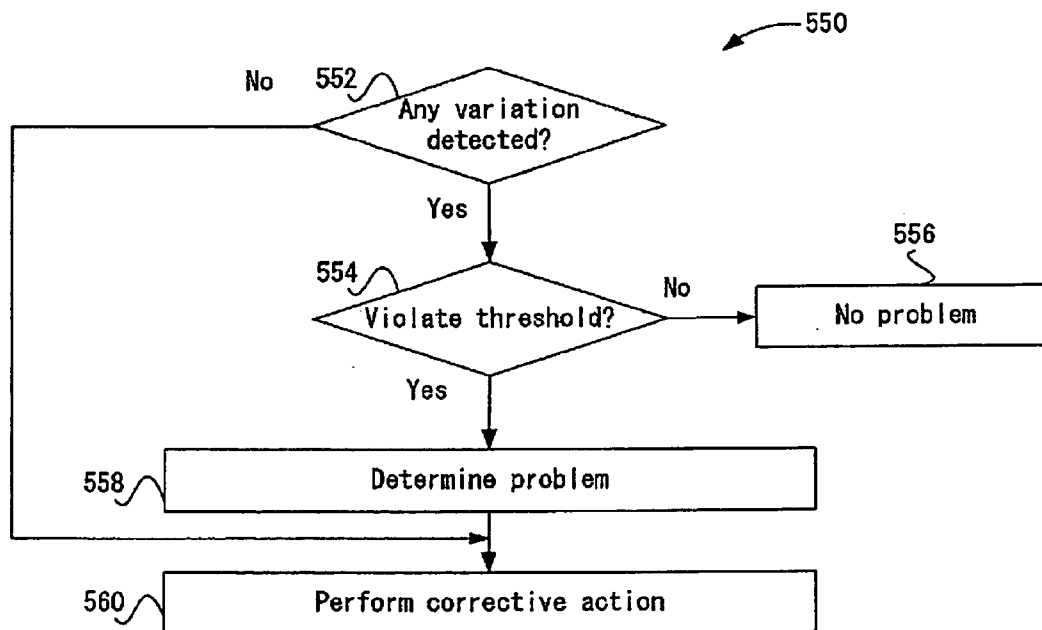 550
No
552
Any variation
detected?
Yes
554
Violate threshold?
No
556
No problem
Yes
558
Determine problem
560
Perform corrective action